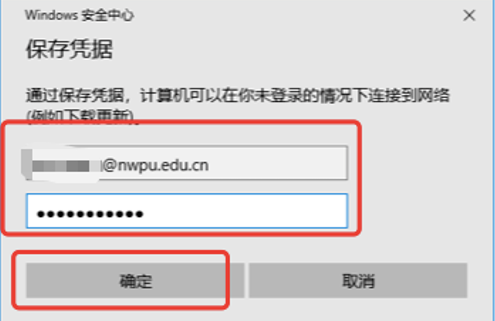 Windows 安全中心
保存凭据
通过保存凭据，计算机可以在你未登录的情况下连接到网络
(例如下载更新)。
@nwpu.edu.cn
●●●●●●●●●●●
确定
取消